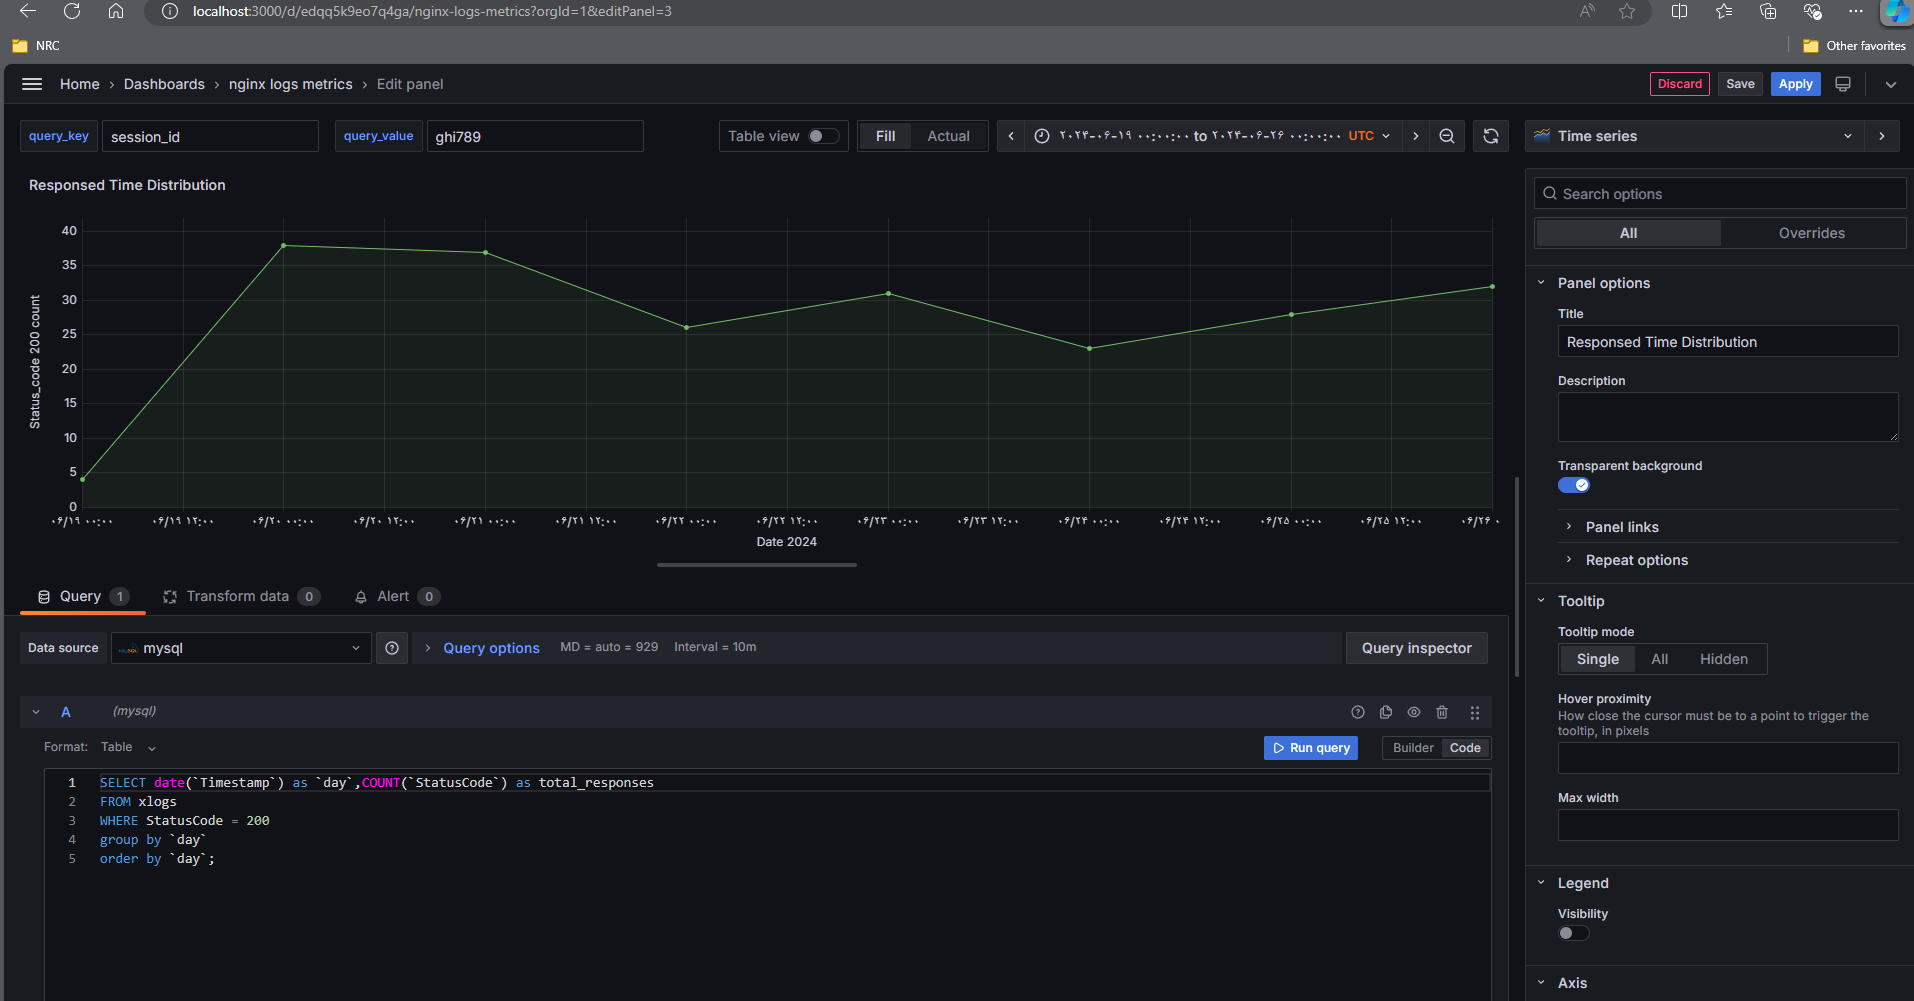 localhost:3000/d/edqq5k9eo7q4ga/nginx-logs-metrics?orgId=1&editPanel=3
NRC
Other favorites
Home › Dashboards › nginx logs metrics › Edit panel
Discard
Save
Apply
query_key
session_id
query_value
ghi789
Table view
Fill
Actual
۲۰۲۴-۰۶-۱۹ ۰۰:۰۰:۰۰ to ۲۰۲۴-۰۶-۲۶ ۰۰:۰۰:۰۰ UTC
Time series
Responsed Time Distribution
40
35
30
25
20
15
10
5
0
Status_code 200 count
۰۶/۱۹ ۰۰:۰۰
۰۶/۱۹ ۱۲:۰۰
۰۶/۲۰ ۰۰:۰۰
۰۶/۲۰ ۱۲:۰۰
۰۶/۲۱ ۰۰:۰۰
۰۶/۲۱ ۱۲:۰۰
۰۶/۲۲ ۰۰:۰۰
۰۶/۲۲ ۱۲:۰۰
۰۶/۲۳ ۰۰:۰۰
۰۶/۲۳ ۱۲:۰۰
۰۶/۲۴ ۰۰:۰۰
۰۶/۲۴ ۱۲:۰۰
۰۶/۲۵ ۰۰:۰۰
۰۶/۲۵ ۱۲:۰۰
۰۶/۲۶ ۰
Date 2024
Query 1
Transform data 0
Alert 0
Data source
mysql
Query options
MD = auto = 929
Interval = 10m
Query inspector
A
(mysql)
Format: Table
Run query
Builder
Code
1 SELECT date(`Timestamp`) as `day`,COUNT(`StatusCode`) as total_responses
2 FROM xlogs
3 WHERE StatusCode = 200
4 group by `day`
5 order by `day`;
Search options
All
Overrides
Panel options
Title
Responsed Time Distribution
Description
Transparent background
Panel links
Repeat options
Tooltip
Tooltip mode
Single
All
Hidden
Hover proximity
How close the cursor must be to a point to trigger the
tooltip, in pixels
Max width
Legend
Visibility
Axis